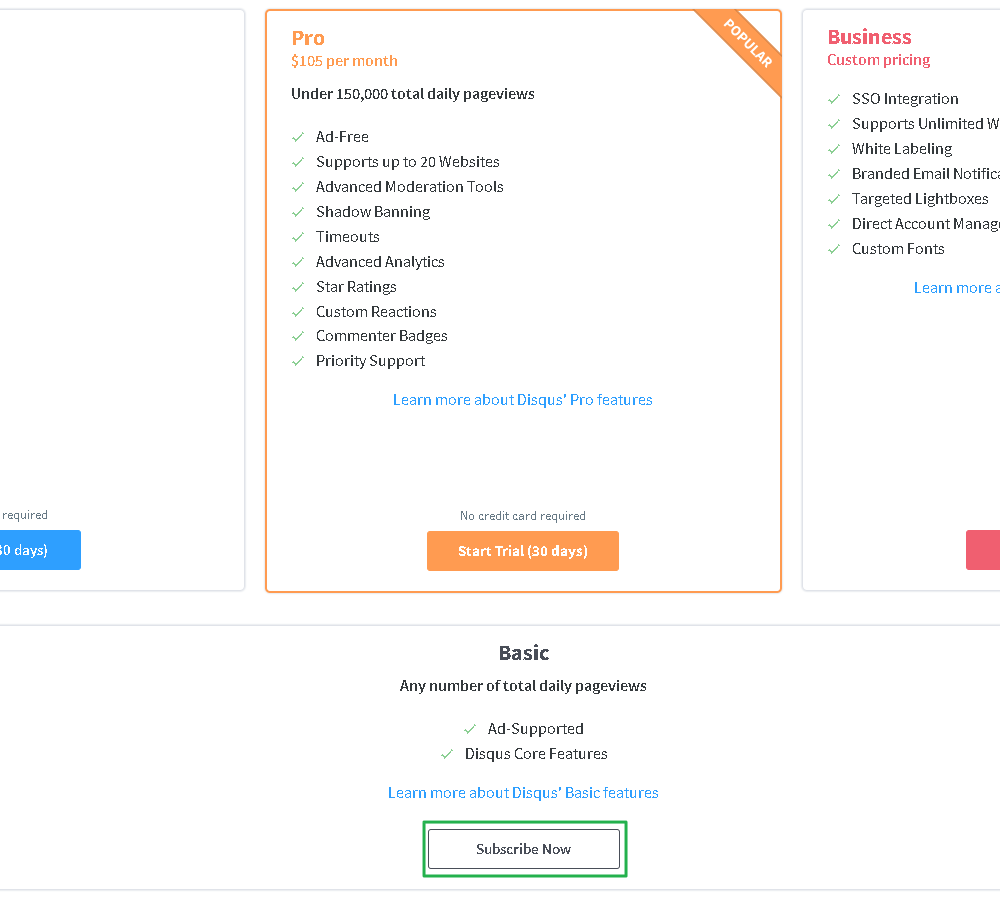 required
30 days)
Pro
$105 per month
POPULAR
Under 150,000 total daily pageviews
Ad-Free
Supports up to 20 Websites
Advanced Moderation Tools
Shadow Banning
Timeouts
Advanced Analytics
Star Ratings
Custom Reactions
Commenter Badges
Priority Support
Learn more about Disqus' Pro features
No credit card required
Start Trial (30 days)
Business
Custom pricing
SSO Integration
Supports Unlimited W
White Labeling
Branded Email Notifica
Targeted Lightboxes
Direct Account Manage
Custom Fonts
Learn more a
Basic
Any number of total daily pageviews
Ad-Supported
Disqus Core Features
Learn more about Disqus' Basic features
Subscribe Now